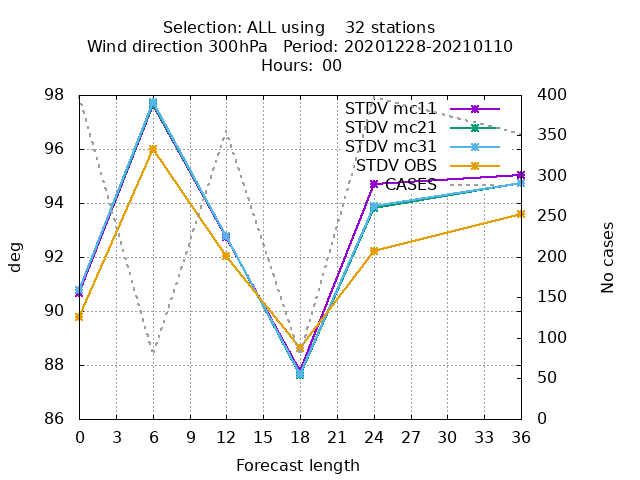 Selection: ALL using    32 stations
Wind direction 300hPa   Period: 20201228-20210110
Hours: 00
98
96
94
92
90
88
86
deg
400
350
300
250
200
150
100
50
0
No cases
STDV mc11
STDV mc21
STDV mc31
STDV OBS
CASES
0 3 6 9 12 15 18 21 24 27 30 33 36
Forecast length